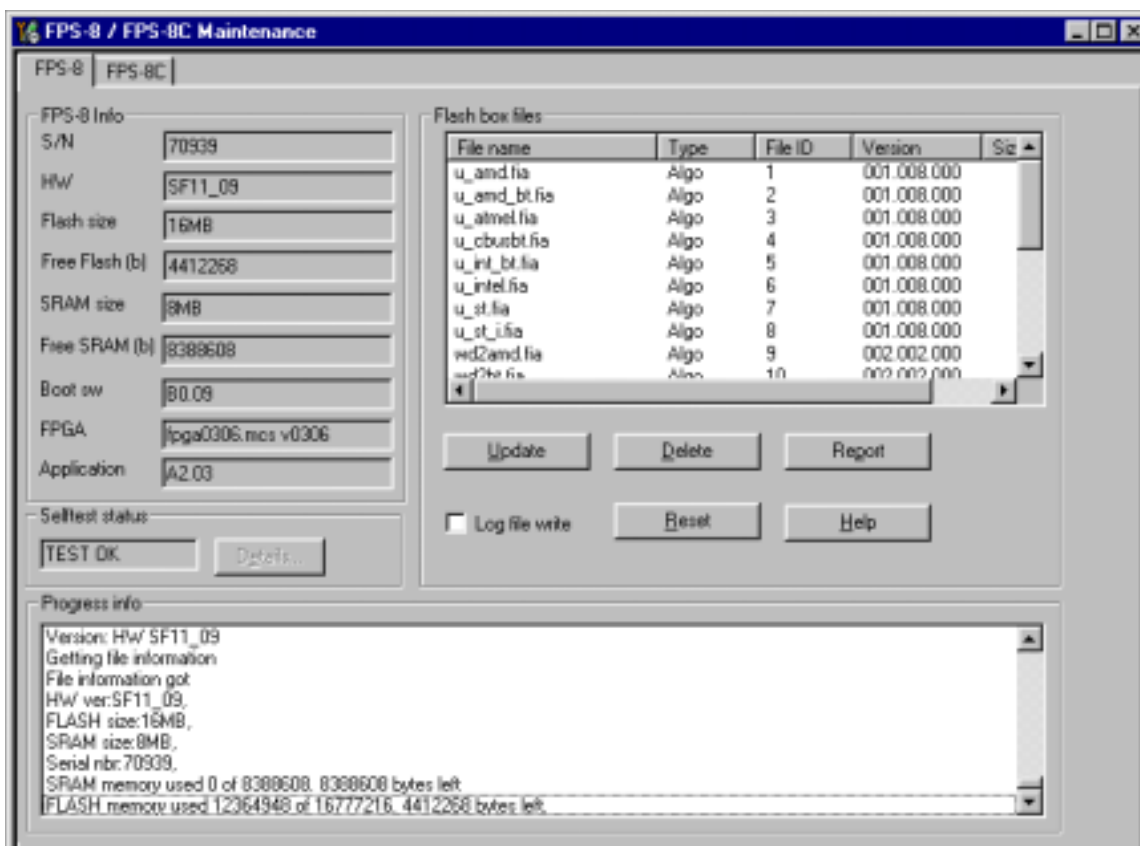 FPS-8 / FPS-8C Maintenance
FPS-8 FPS-8C
FPS-8 Info
S/N 70939
HW SF11_09
Flash size 16MB
Free Flash (b) 4412268
SRAM size 8MB
Free SRAM (b) 8388608
Boot sw B0.09
FPGA fpga0306.mcs v0306
Application A2.03
Selftest status
TEST OK Details...
Flash box files
File name Type File ID Version Siz
u_amd.fia Algo 1 001.008.000
u_amd_bt.fia Algo 2 001.008.000
u_atmel.fia Algo 3 001.008.000
u_cbusbt.fia Algo 4 001.008.000
u_int_bt.fia Algo 5 001.008.000
u_intel.fia Algo 6 001.008.000
u_st.fia Algo 7 001.008.000
u_st_i.fia Algo 8 001.008.000
wd2amd.fia Algo 9 002.002.000
wd2bt.fia Algo 10 002.002.000
Update Delete Report
Log file write Reset Help
Progress info
Version: HW SF11_09
Getting file information
File information got
HW ver:SF11_09,
FLASH size:16MB,
SRAM size:8MB,
Serial nbr:70939,
SRAM memory used 0 of 8388608. 8388608 bytes left
FLASH memory used 12364948 of 16777216. 4412268 bytes left.